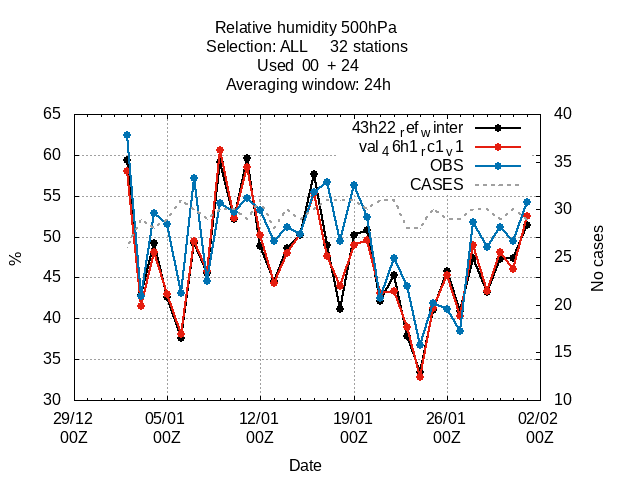 Relative humidity 500hPa
Selection: ALL 32 stations
Used 00 + 24
Averaging window: 24h
65
60
55
50
45
40
35
30
%
40
35
30
25
20
15
10
No cases
43h22refwinter
val46h1rc1v1
OBS
CASES
29/12 05/01 12/01 19/01 26/01 02/02
00Z 00Z 00Z 00Z 00Z 00Z
Date